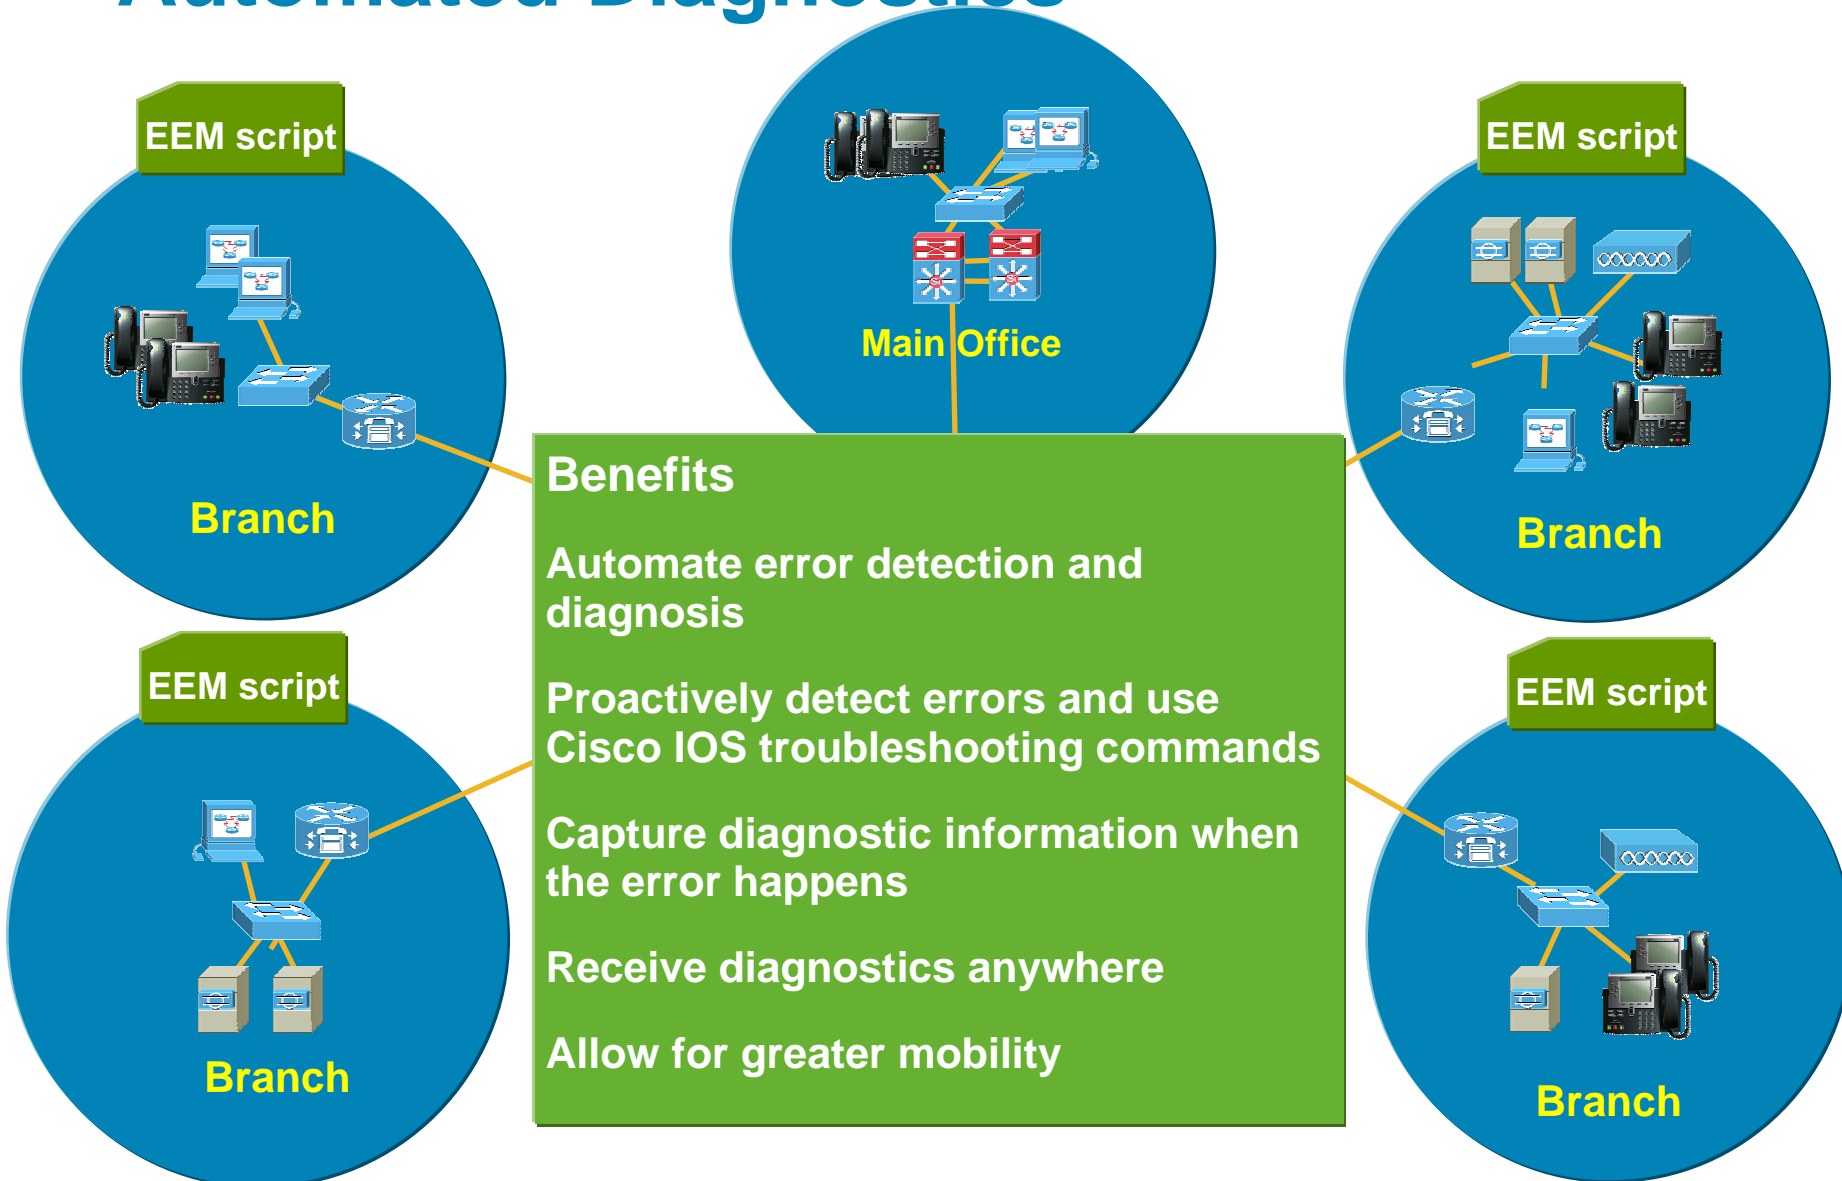 Automated Diagnostics
EEM script
EEM script
Main Office
Branch
Branch
Benefits
Automate error detection and
diagnosis
Proactively detect errors and use
Cisco IOS troubleshooting commands
Capture diagnostic information when
the error happens
Receive diagnostics anywhere
Allow for greater mobility
EEM script
EEM script
Branch
Branch